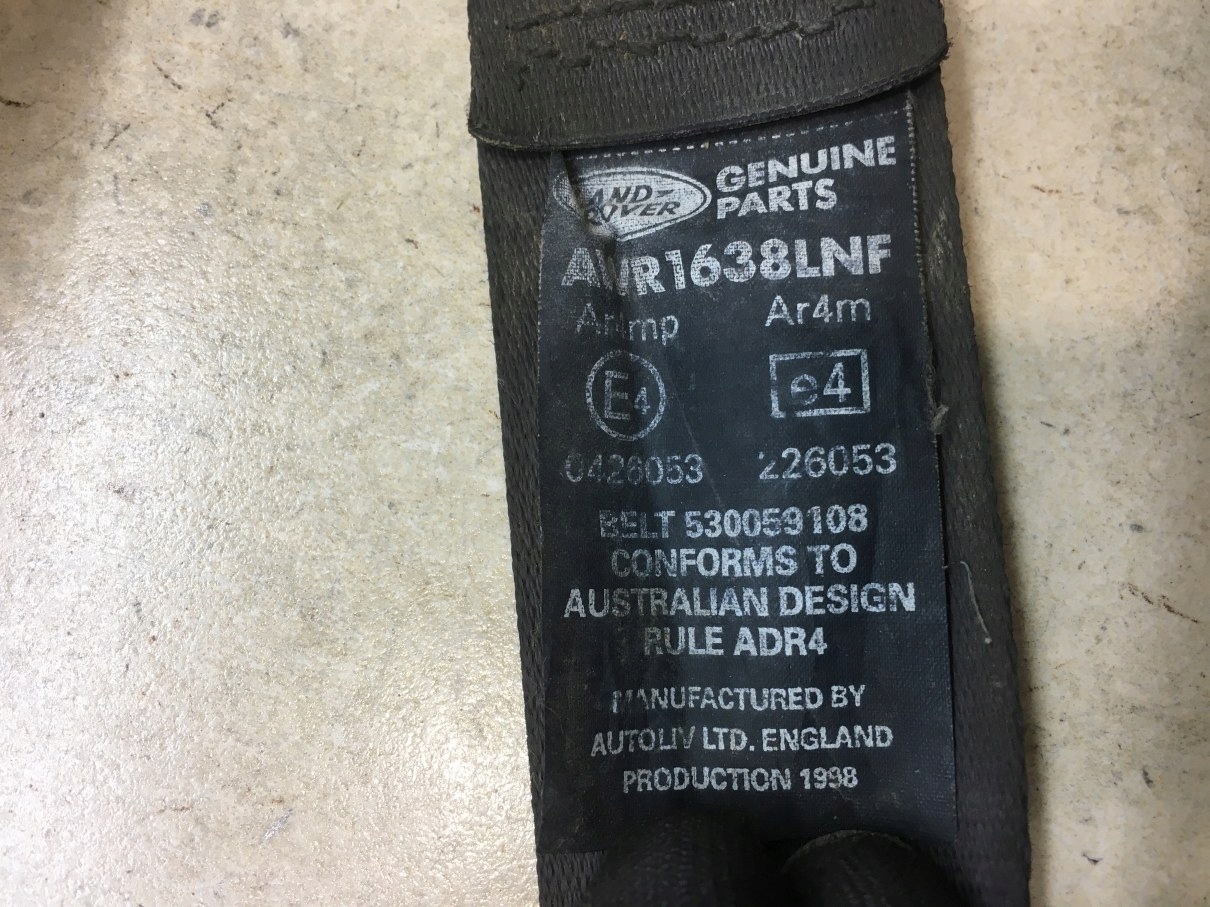 LAND
ROVER
GENUINE
PARTS
AWR1638LNF
Ar4m
E4
e4
0426053
226053
BELT 530059108
CONFORMS TO
AUSTRALIAN DESIGN
RULE ADR4
MANUFACTURED BY
AUTOLIV LTD. ENGLAND
PRODUCTION 1998